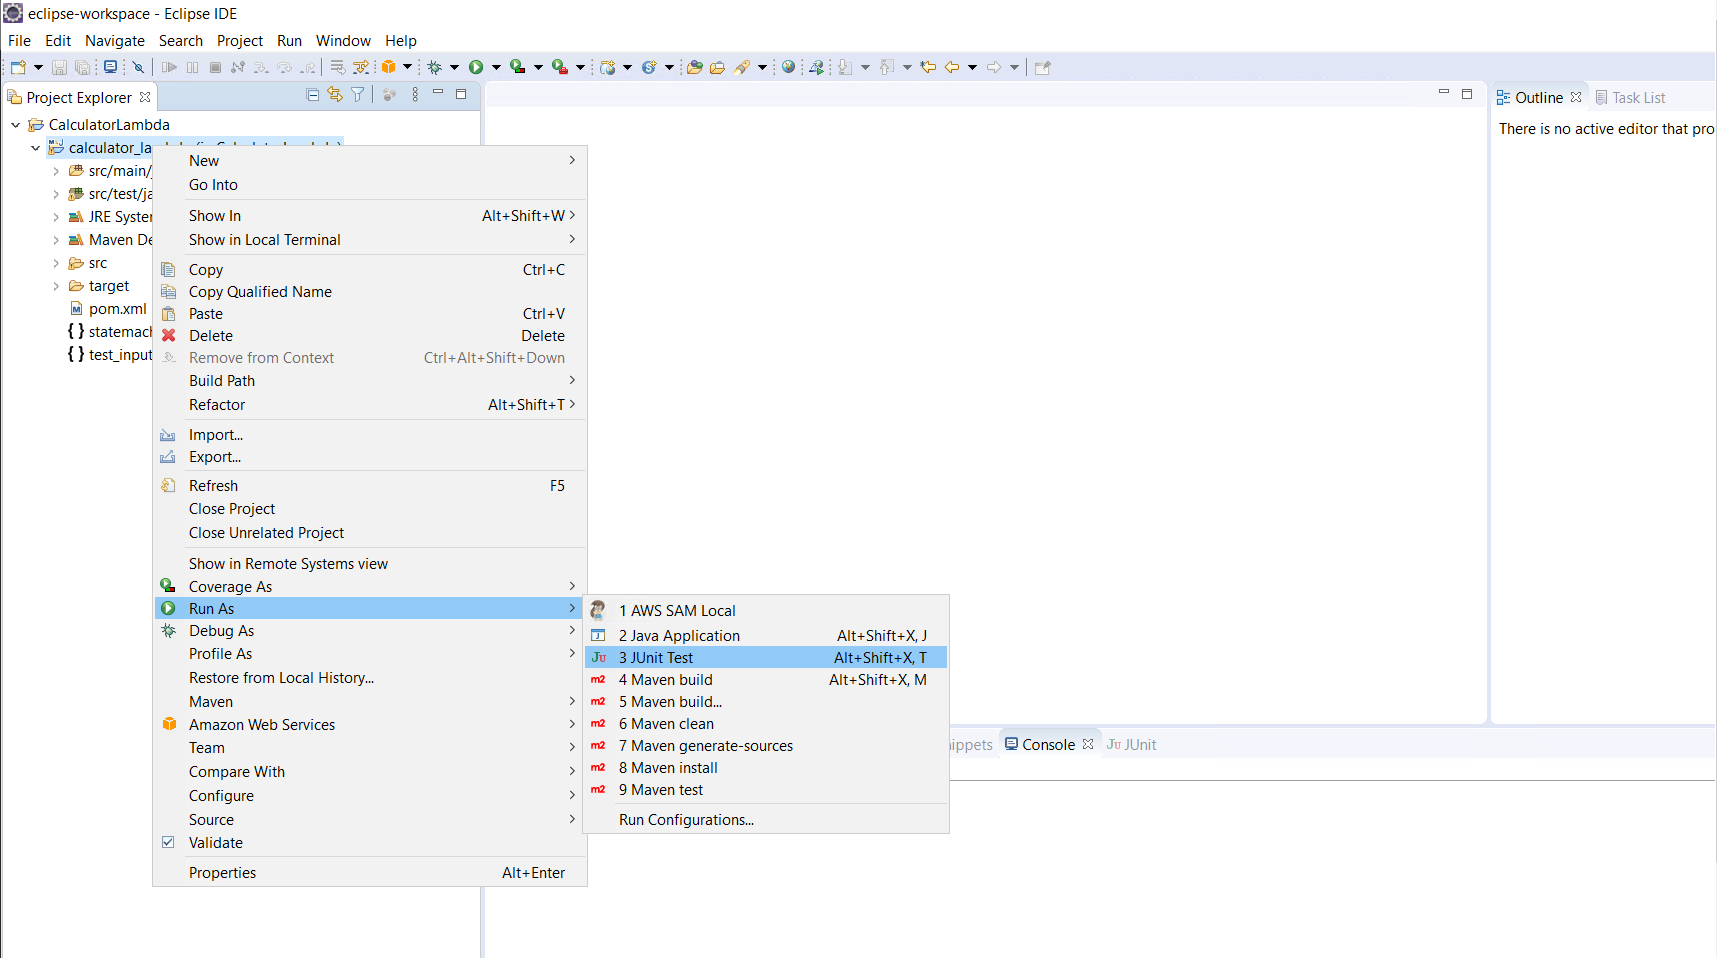 eclipse-workspace - Eclipse IDE
File Edit Navigate Search Project Run Window Help
Project Explorer
Outline Task List
There is no active editor that pro
CalculatorLambda
calculator_la
src/main/
src/test/ja
JRE System
Maven De
src
target
pom.xml
statemach
test_input
New
Go Into
Show In Alt+Shift+W
Show in Local Terminal
Copy Ctrl+C
Copy Qualified Name
Paste Ctrl+V
Delete Delete
Remove from Context Ctrl+Alt+Shift+Down
Build Path
Refactor Alt+Shift+T
Import...
Export...
Refresh F5
Close Project
Close Unrelated Project
Show in Remote Systems view
Coverage As
Run As
Debug As
Profile As
Restore from Local History...
Maven
Amazon Web Services
Team
Compare With
Configure
Source
Validate
Properties Alt+Enter
1 AWS SAM Local
2 Java Application Alt+Shift+X, J
3 JUnit Test Alt+Shift+X, T
4 Maven build Alt+Shift+X, M
5 Maven build...
6 Maven clean
7 Maven generate-sources
8 Maven install
9 Maven test
Run Configurations...
ippets Console JUnit